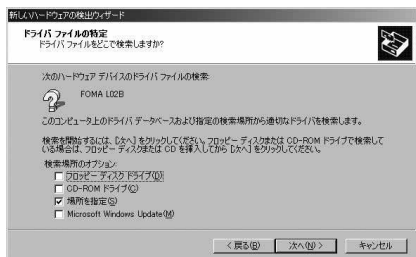 新しいハードウェアの検出ウィザード
ドライバ ファイルの特定
ドライバ ファイルをどこで検索しますか?
次のハードウェア デバイスのドライバ ファイルの検索:
FOMA L02B
このコンピュータ上のドライバ データベースおよび指定の検索場所から適切なドライバを検索します。
検索を開始するには、[次へ] をクリックしてください。フロッピー ディスクまたは CD-ROM ドライブで検索して
いる場合は、フロッピー ディスクまたは CD を挿入してから [次へ] をクリックしてください。
検索場所のオプション:
フロッピー ディスク ドライブ(D)
CD-ROM ドライブ(C)
場所を指定(S)
Microsoft Windows Update(M)
< 戻る(B)
次へ(N) >
キャンセル